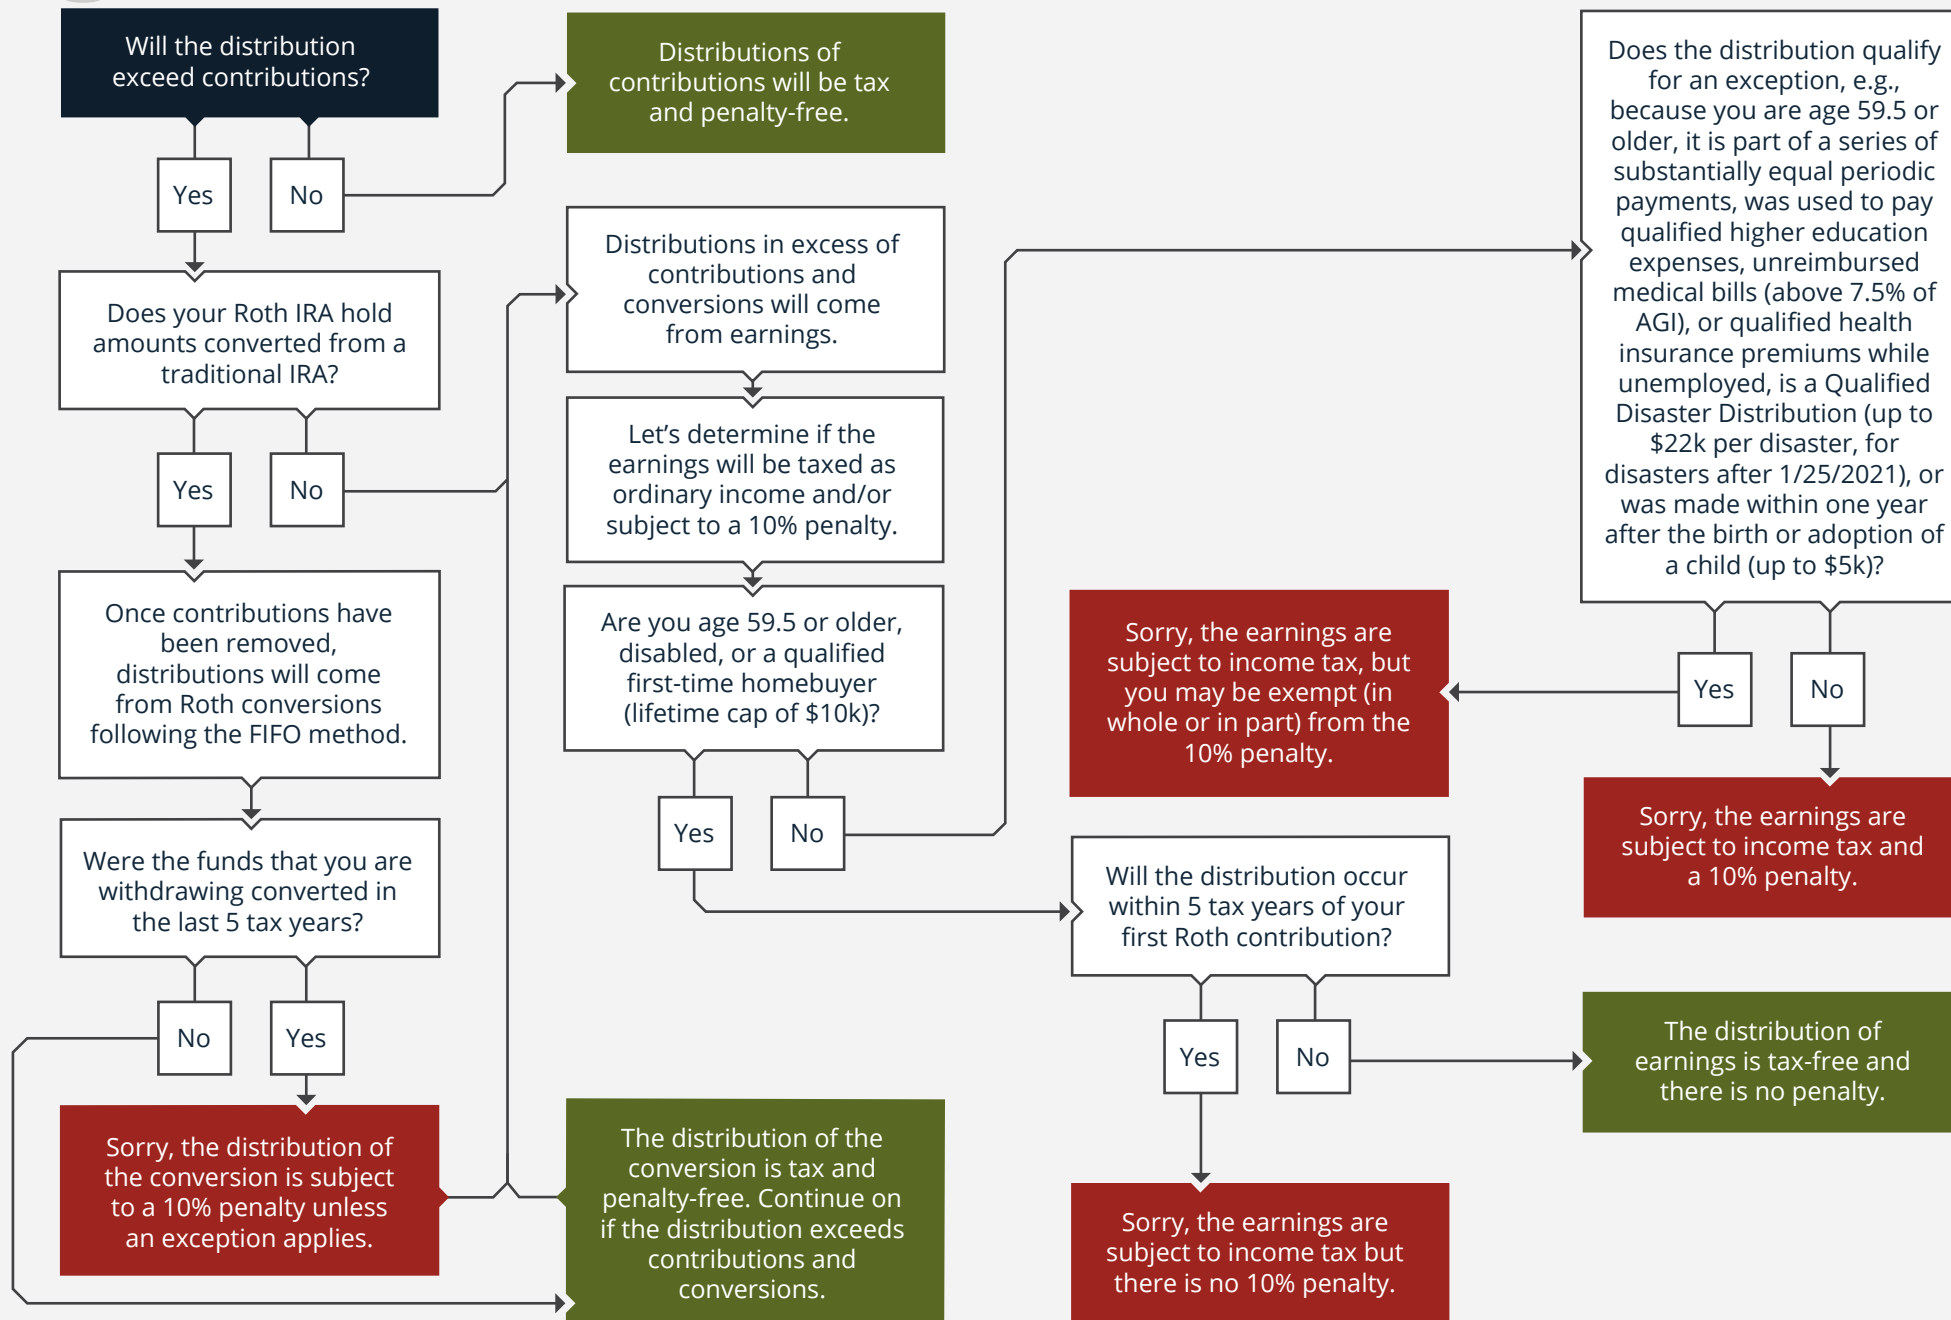 Will the distribution
exceed contributions?
Yes
No
Distributions of
contributions will be tax
and penalty-free.
Does your Roth IRA hold
amounts converted from a
traditional IRA?
Yes
No
Once contributions have
been removed,
distributions will come
from Roth conversions
following the FIFO method.
Were the funds that you are
withdrawing converted in
the last 5 tax years?
No
Yes
Sorry, the distribution of
the conversion is subject
to a 10% penalty unless
an exception applies.
The distribution of the
conversion is tax and
penalty-free. Continue on
if the distribution exceeds
contributions and
conversions.
Distributions in excess of
contributions and
conversions will come
from earnings.
Let’s determine if the
earnings will be taxed as
ordinary income and/or
subject to a 10% penalty.
Are you age 59.5 or older,
disabled, or a qualified
first-time homebuyer
(lifetime cap of $10k)?
Yes
No
Will the distribution occur
within 5 tax years of your
first Roth contribution?
Yes
No
Sorry, the earnings are
subject to income tax but
there is no 10% penalty.
The distribution of
earnings is tax-free and
there is no penalty.
Does the distribution qualify
for an exception, e.g.,
because you are age 59.5 or
older, it is part of a series of
substantially equal periodic
payments, was used to pay
qualified higher education
expenses, unreimbursed
medical bills (above 7.5% of
AGI), or qualified health
insurance premiums while
unemployed, is a Qualified
Disaster Distribution (up to
$22k per disaster, for
disasters after 1/25/2021), or
was made within one year
after the birth or adoption of
a child (up to $5k)?
Yes
No
Sorry, the earnings are
subject to income tax, but
you may be exempt (in
whole or in part) from the
10% penalty.
Sorry, the earnings are
subject to income tax and
a 10% penalty.